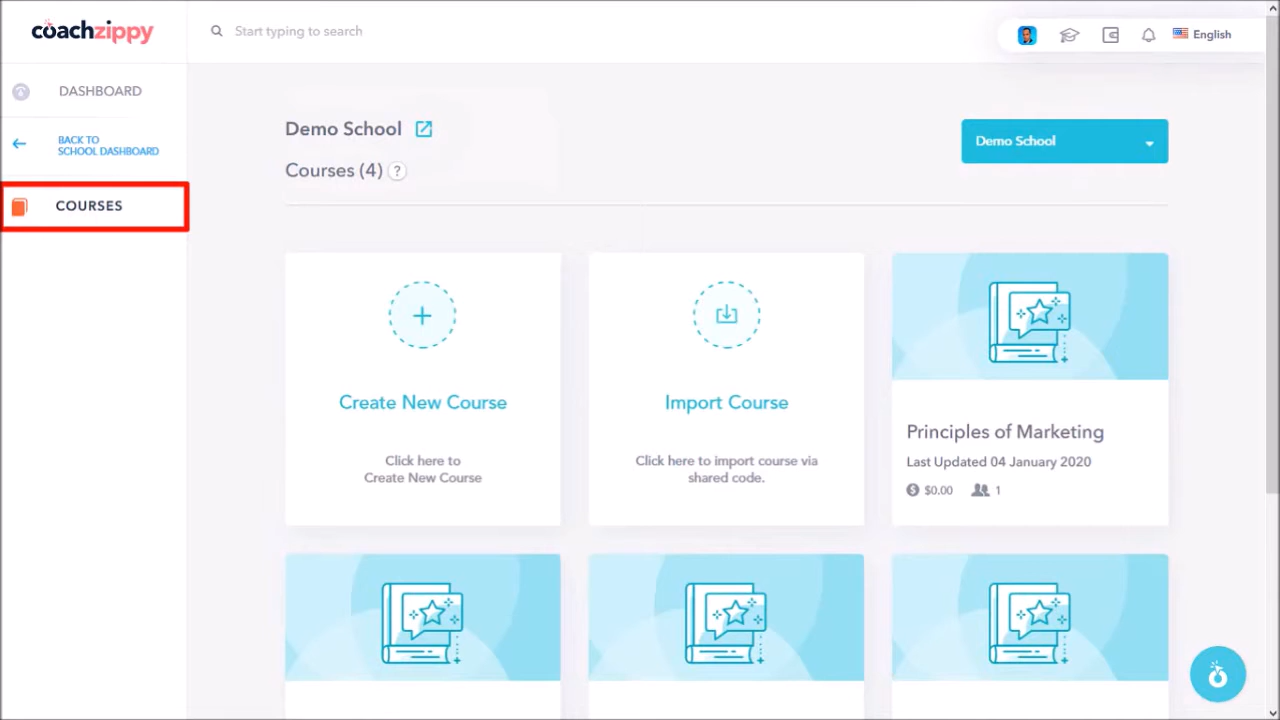 coachzippy
Start typing to search
English
DASHBOARD
BACK TO
SCHOOL DASHBOARD
COURSES
Demo School
Courses (4) ?
Demo School
Create New Course
Click here to
Create New Course
Import Course
Click here to import course via
shared code.
Principles of Marketing
Last Updated 04 January 2020
$0.00 1